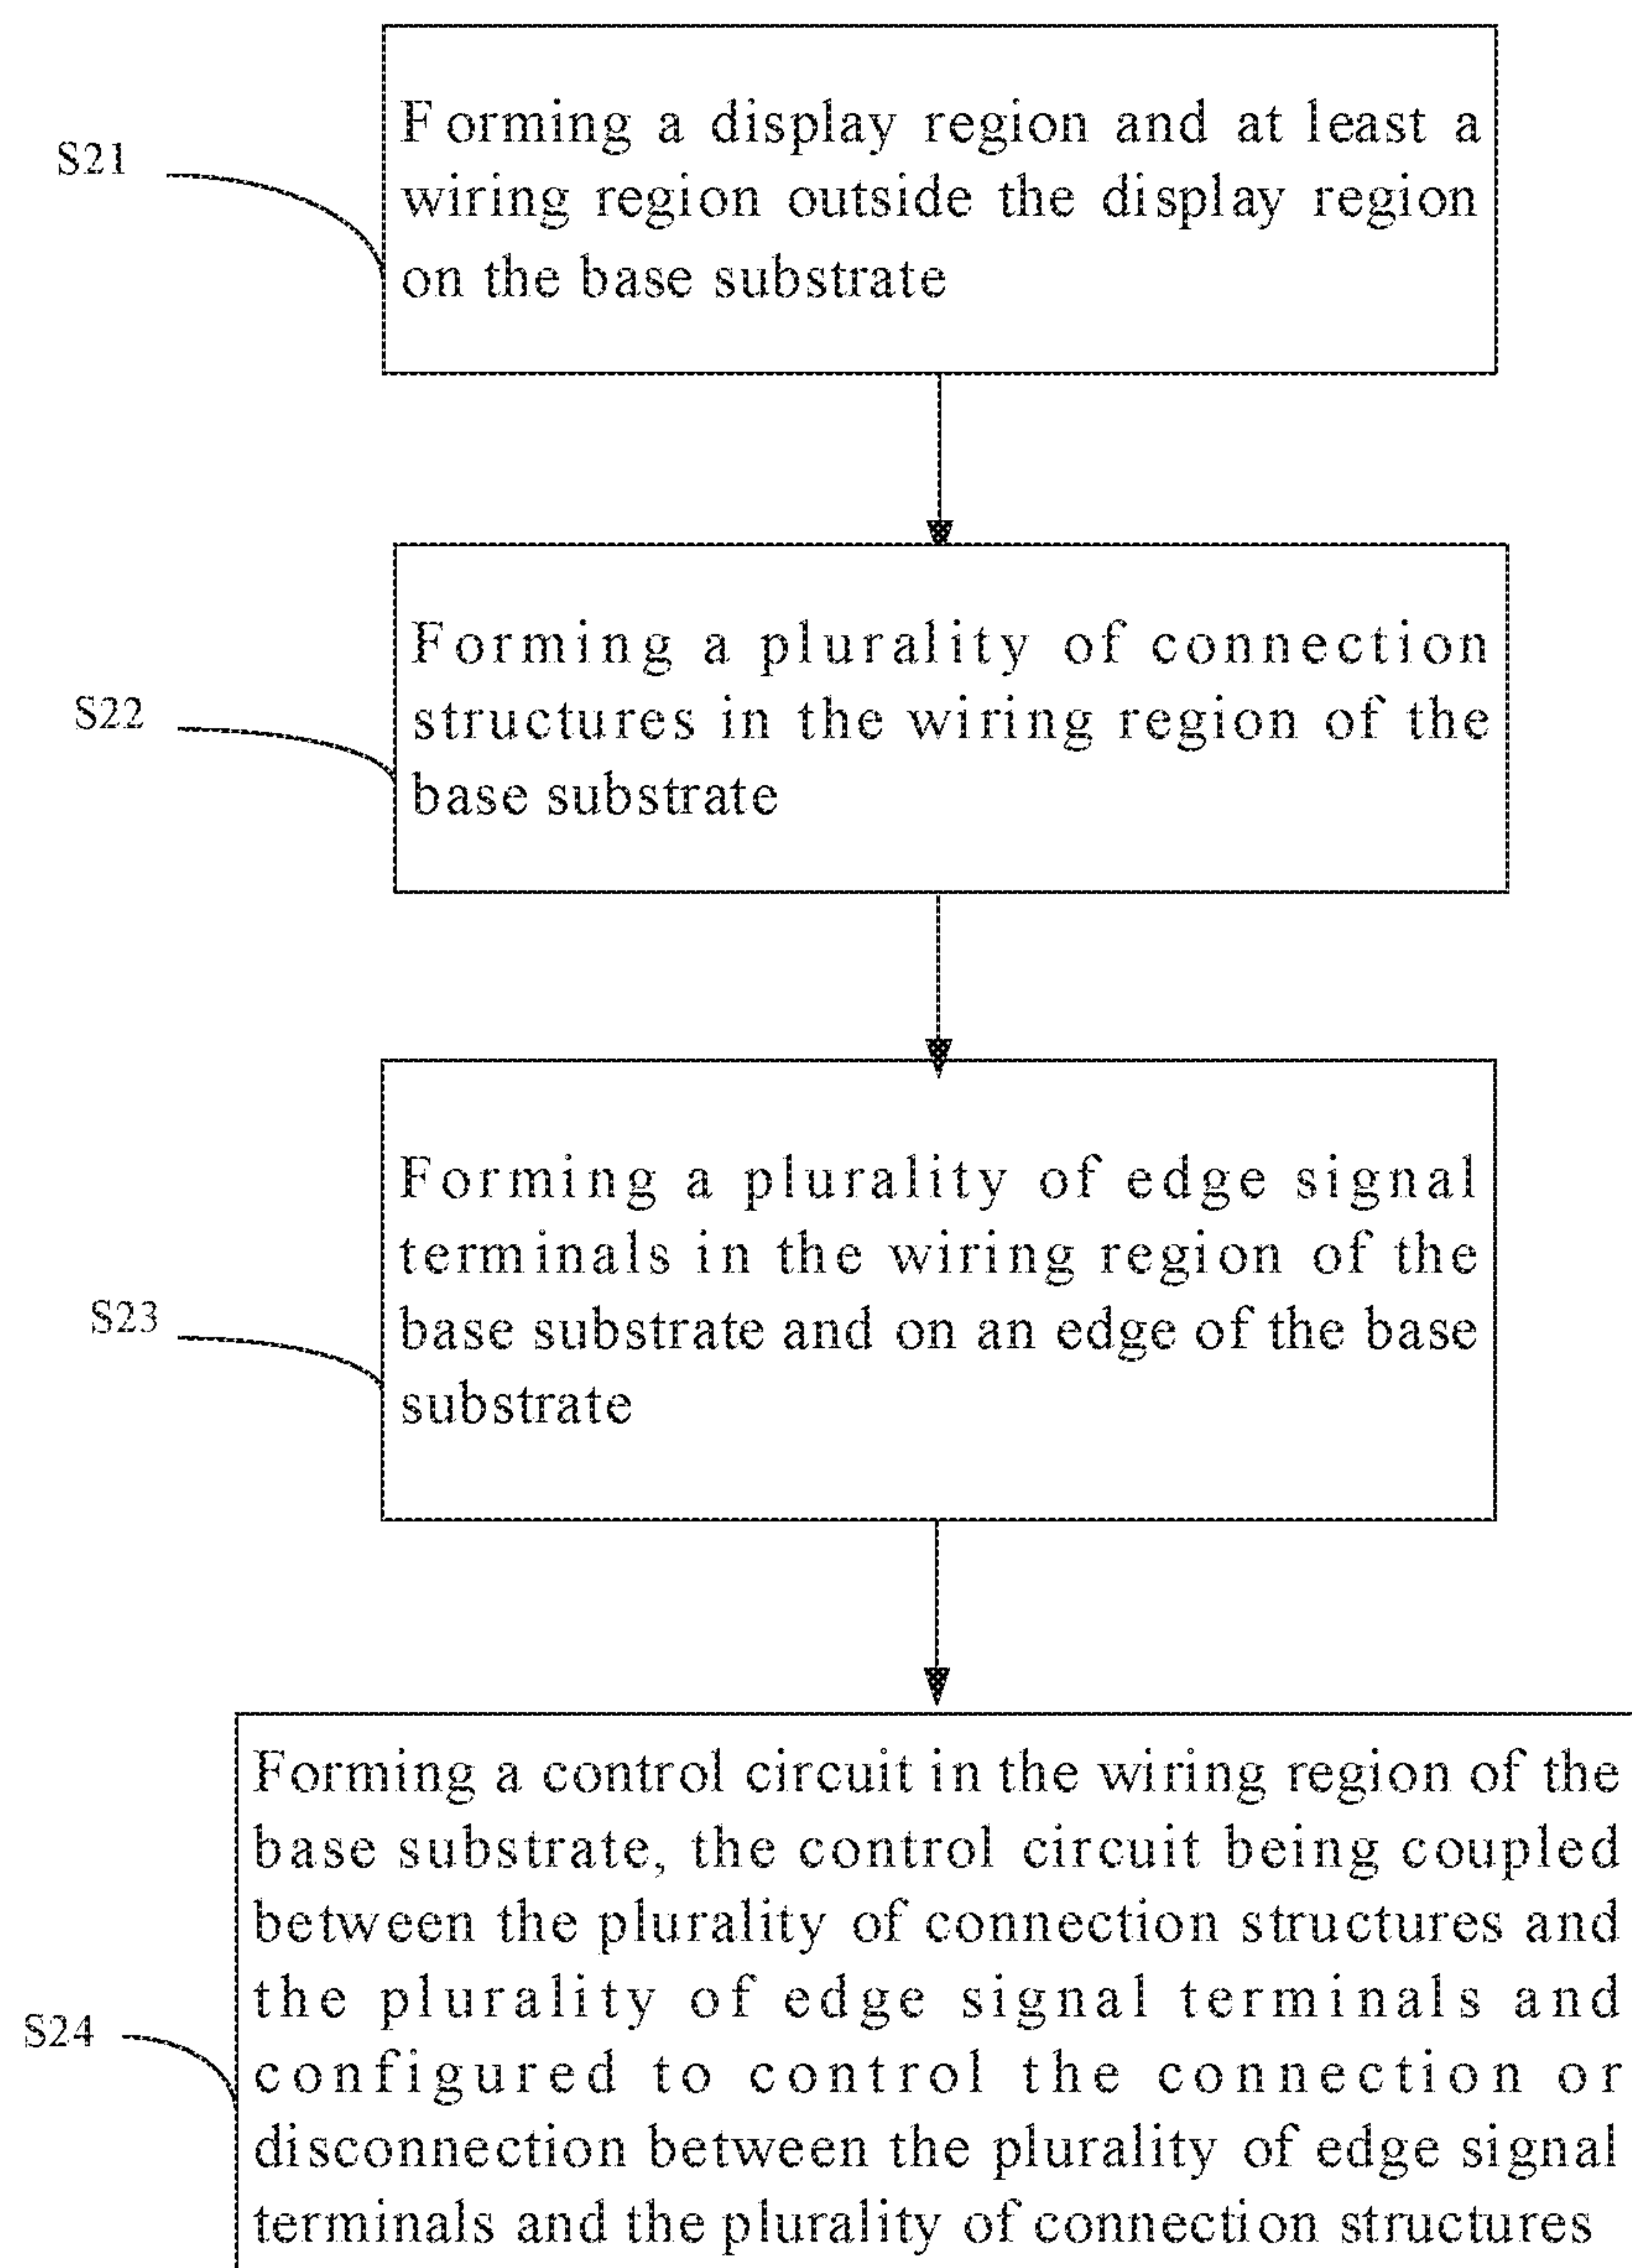 S21
Forming a display region and at least a
wiring region outside the display region
on the base substrate
S22
Forming a plurality of connection
structures in the wiring region of the
base substrate
S23
Forming a plurality of edge signal
terminals in the wiring region of the
base substrate and on an edge of the base
substrate
S24
Forming a control circuit in the wiring region of the
base substrate, the control circuit being coupled
between the plurality of connection structures and
the plurality of edge signal terminals and
configured to control the connection or
disconnection between the plurality of edge signal
terminals and the plurality of connection structures